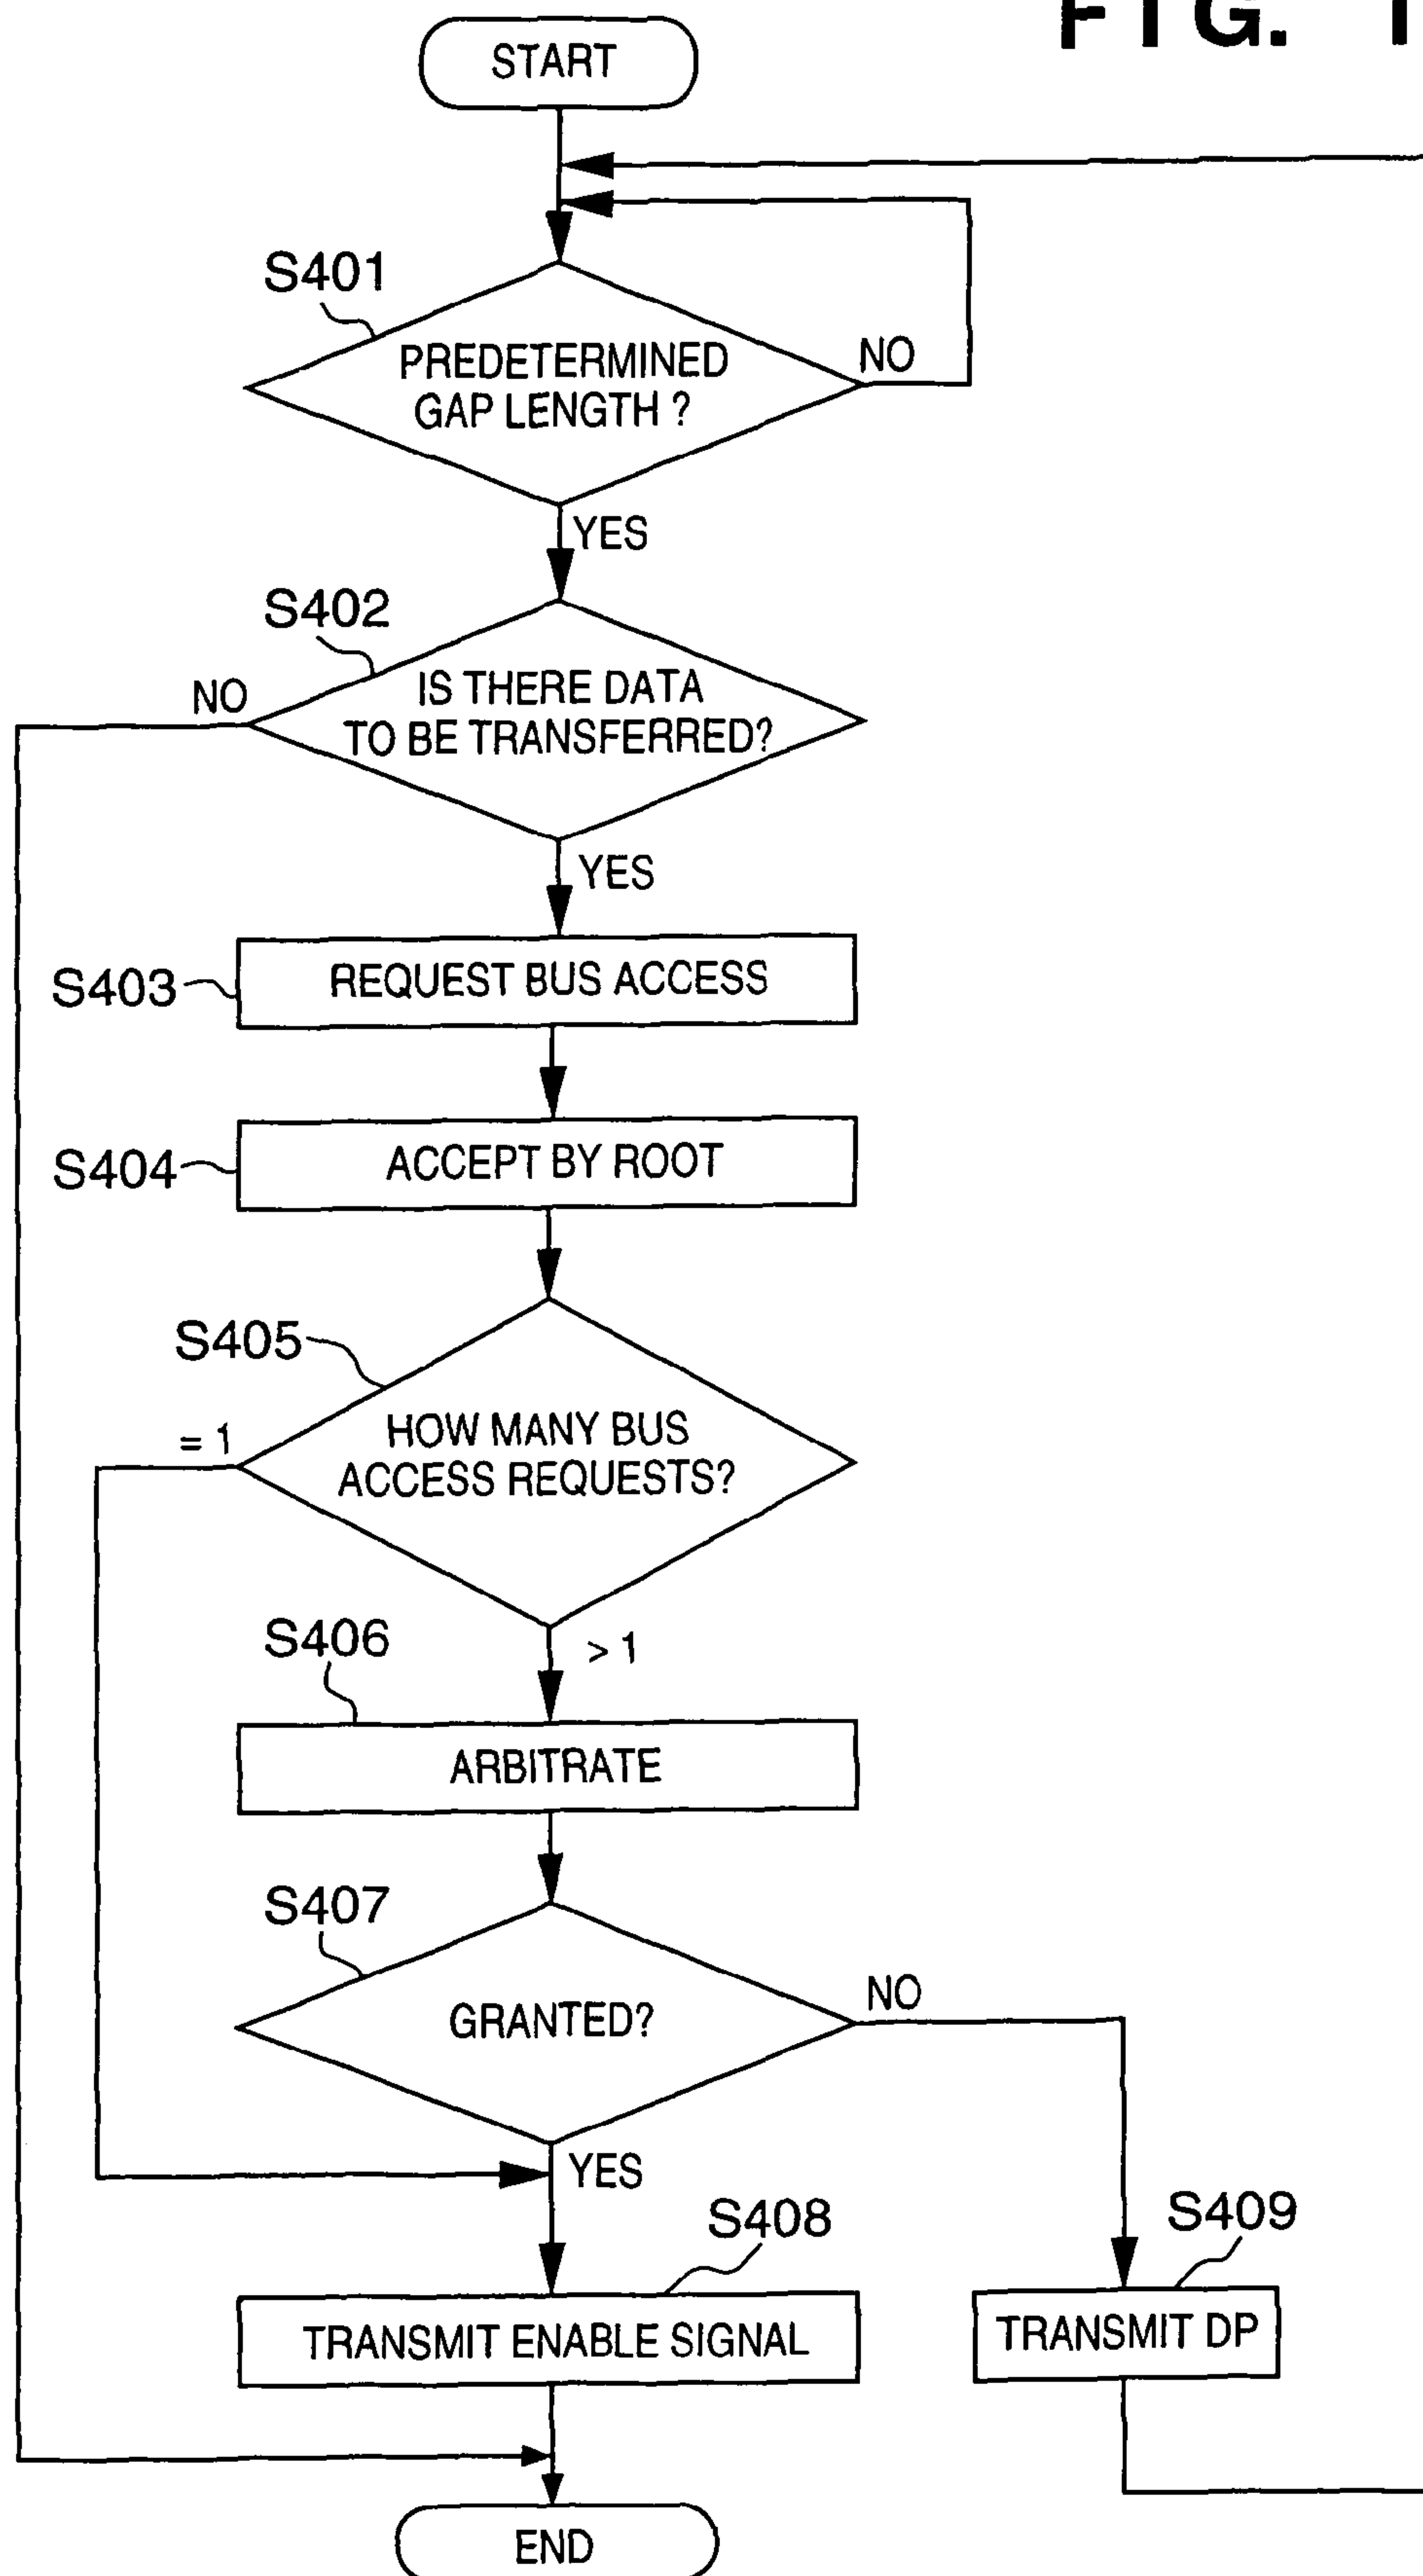 FIG. 1
START
S401
PREDETERMINED
GAP LENGTH ?
NO
YES
S402
IS THERE DATA
TO BE TRANSFERRED?
NO
YES
S403
REQUEST BUS ACCESS
S404
ACCEPT BY ROOT
S405
HOW MANY BUS
ACCESS REQUESTS?
= 1
> 1
S406
ARBITRATE
S407
GRANTED?
NO
YES
S408
TRANSMIT ENABLE SIGNAL
S409
TRANSMIT DP
END